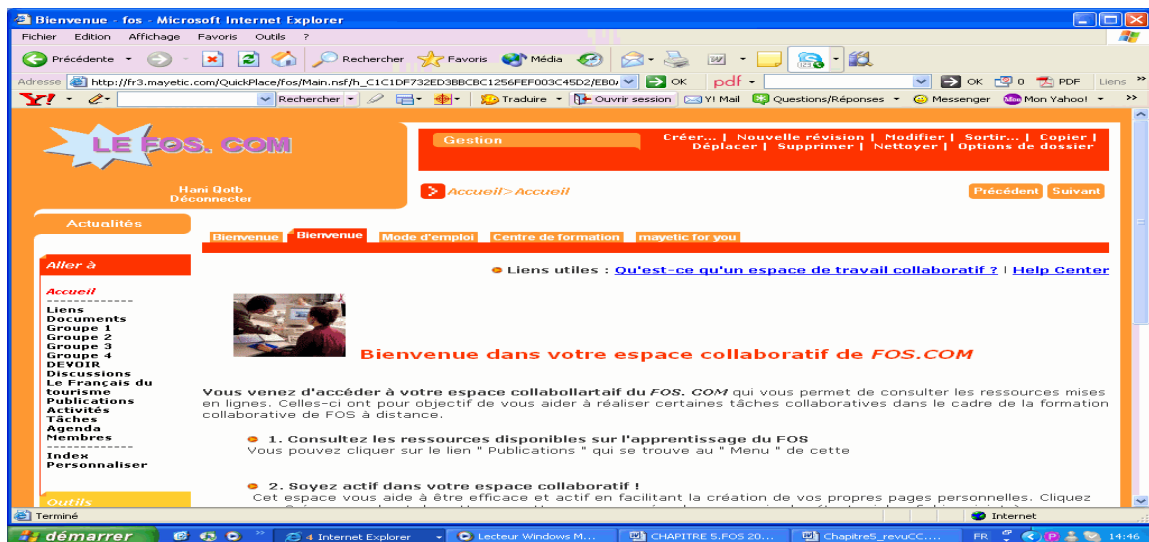 Bienvenue - fos - Microsoft Internet Explorer
Fichier Edition Affichage Favoris Outils ?
Précédente Rechercher Favoris Média
Adresse http://fr3.mayetic.com/QuickPlace/fos/Main.nsf/h_C1C1DF732ED3BBCBC1256FEF003C45D2/EB0 OK pdf OK 0 PDF Liens »
Y! Rechercher Traduire Ouvrir session Y! Mail Questions/Réponses Messenger Mon Yahoo! »
LE FOS. COM
Gestion
Créer... | Nouvelle révision | Modifier | Sortir... | Copier |
Déplacer | Supprimer | Nettoyer | Options de dossier
Hani Qotb
Déconnecter
Accueil>Accueil
Précédent Suivant
Actualités
Bienvenue Bienvenue Mode d'emploi Centre de formation mayetic for you
Aller à
Liens utiles : Qu'est-ce qu'un espace de travail collaboratif ? | Help Center
Accueil
-------------
Liens
Documents
Groupe 1
Groupe 2
Groupe 3
Groupe 4
DEVOIR
Discussions
Le Français du
tourisme
Publications
Activités
Tâches
Agenda
Membres
-------------
Index
Personnaliser
Outils
Bienvenue dans votre espace collaboratif de FOS.COM
Vous venez d'accéder à votre espace collabollartaif du FOS. COM qui vous permet de consulter les ressources mises
en lignes. Celles-ci ont pour objectif de vous aider à réaliser certaines tâches collaboratives dans le cadre de la formation
collaborative de FOS à distance.
1. Consultez les ressources disponibles sur l'apprentissage du FOS
Vous pouvez cliquer sur le lien " Publications " qui se trouve au " Menu " de cette
2. Soyez actif dans votre espace collaboratif !
Cet espace vous aide à être efficace et actif en facilitant la création de vos propres pages personnelles. Cliquez
Terminé
Internet
démarrer » 4 Internet Explorer Lecteur Windows M... CHAPITRE 5.FOS 20... Chapitre5_revuCC.... FR 14:46